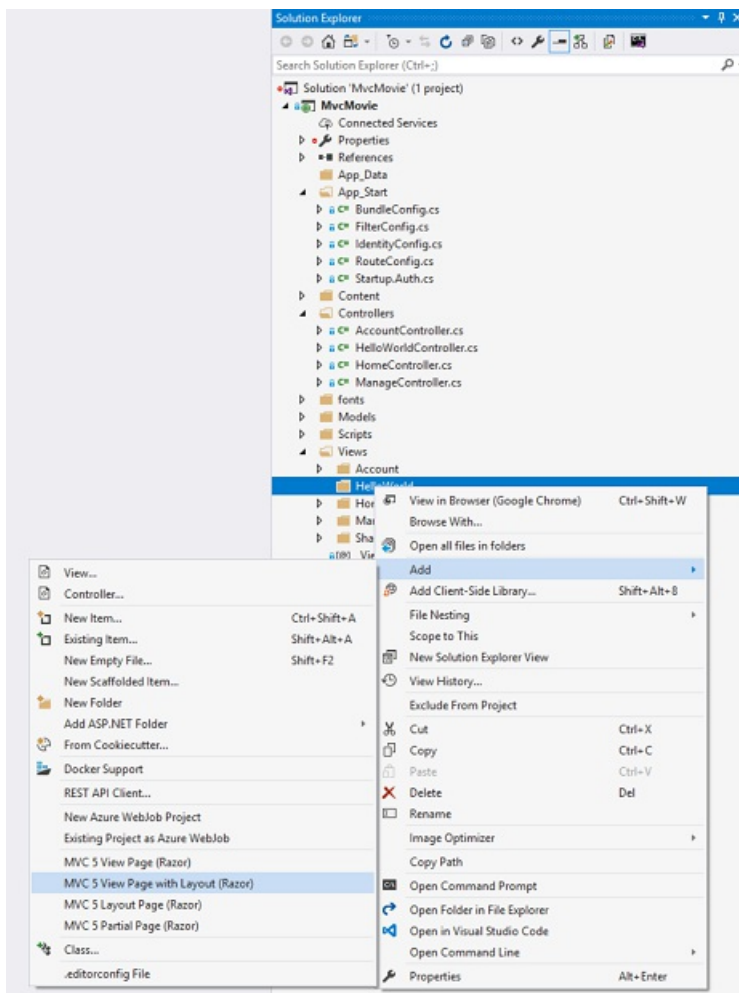 Solution Explorer
Search Solution Explorer (Ctrl+;)
Solution 'MvcMovie' (1 project)
MvcMovie
Connected Services
Properties
References
App_Data
App_Start
C# BundleConfig.cs
C# FilterConfig.cs
C# IdentityConfig.cs
C# RouteConfig.cs
C# Startup.Auth.cs
Content
Controllers
C# AccountController.cs
C# HelloWorldController.cs
C# HomeController.cs
C# ManageController.cs
fonts
Models
Scripts
Views
Account
HelloWorld
Hor
Mar
Sha
Vie
View in Browser (Google Chrome) Ctrl+Shift+W
Browse With...
Open all files in folders
Add
Add Client-Side Library... Shift+Alt+8
File Nesting
Scope to This
New Solution Explorer View
View History...
Exclude From Project
Cut Ctrl+X
Copy Ctrl+C
Paste Ctrl+V
Delete Del
Rename
Image Optimizer
Copy Path
Open Command Prompt
Open Folder in File Explorer
Open in Visual Studio Code
Open Command Line
Properties Alt+Enter
View...
Controller...
New Item... Ctrl+Shift+A
Existing Item... Shift+Alt+A
New Empty File... Shift+F2
New Scaffolded Item...
New Folder
Add ASP.NET Folder
From Cookiecutter...
Docker Support
REST API Client...
New Azure WebJob Project
Existing Project as Azure WebJob
MVC 5 View Page (Razor)
MVC 5 View Page with Layout (Razor)
MVC 5 Layout Page (Razor)
MVC 5 Partial Page (Razor)
Class...
.editorconfig File